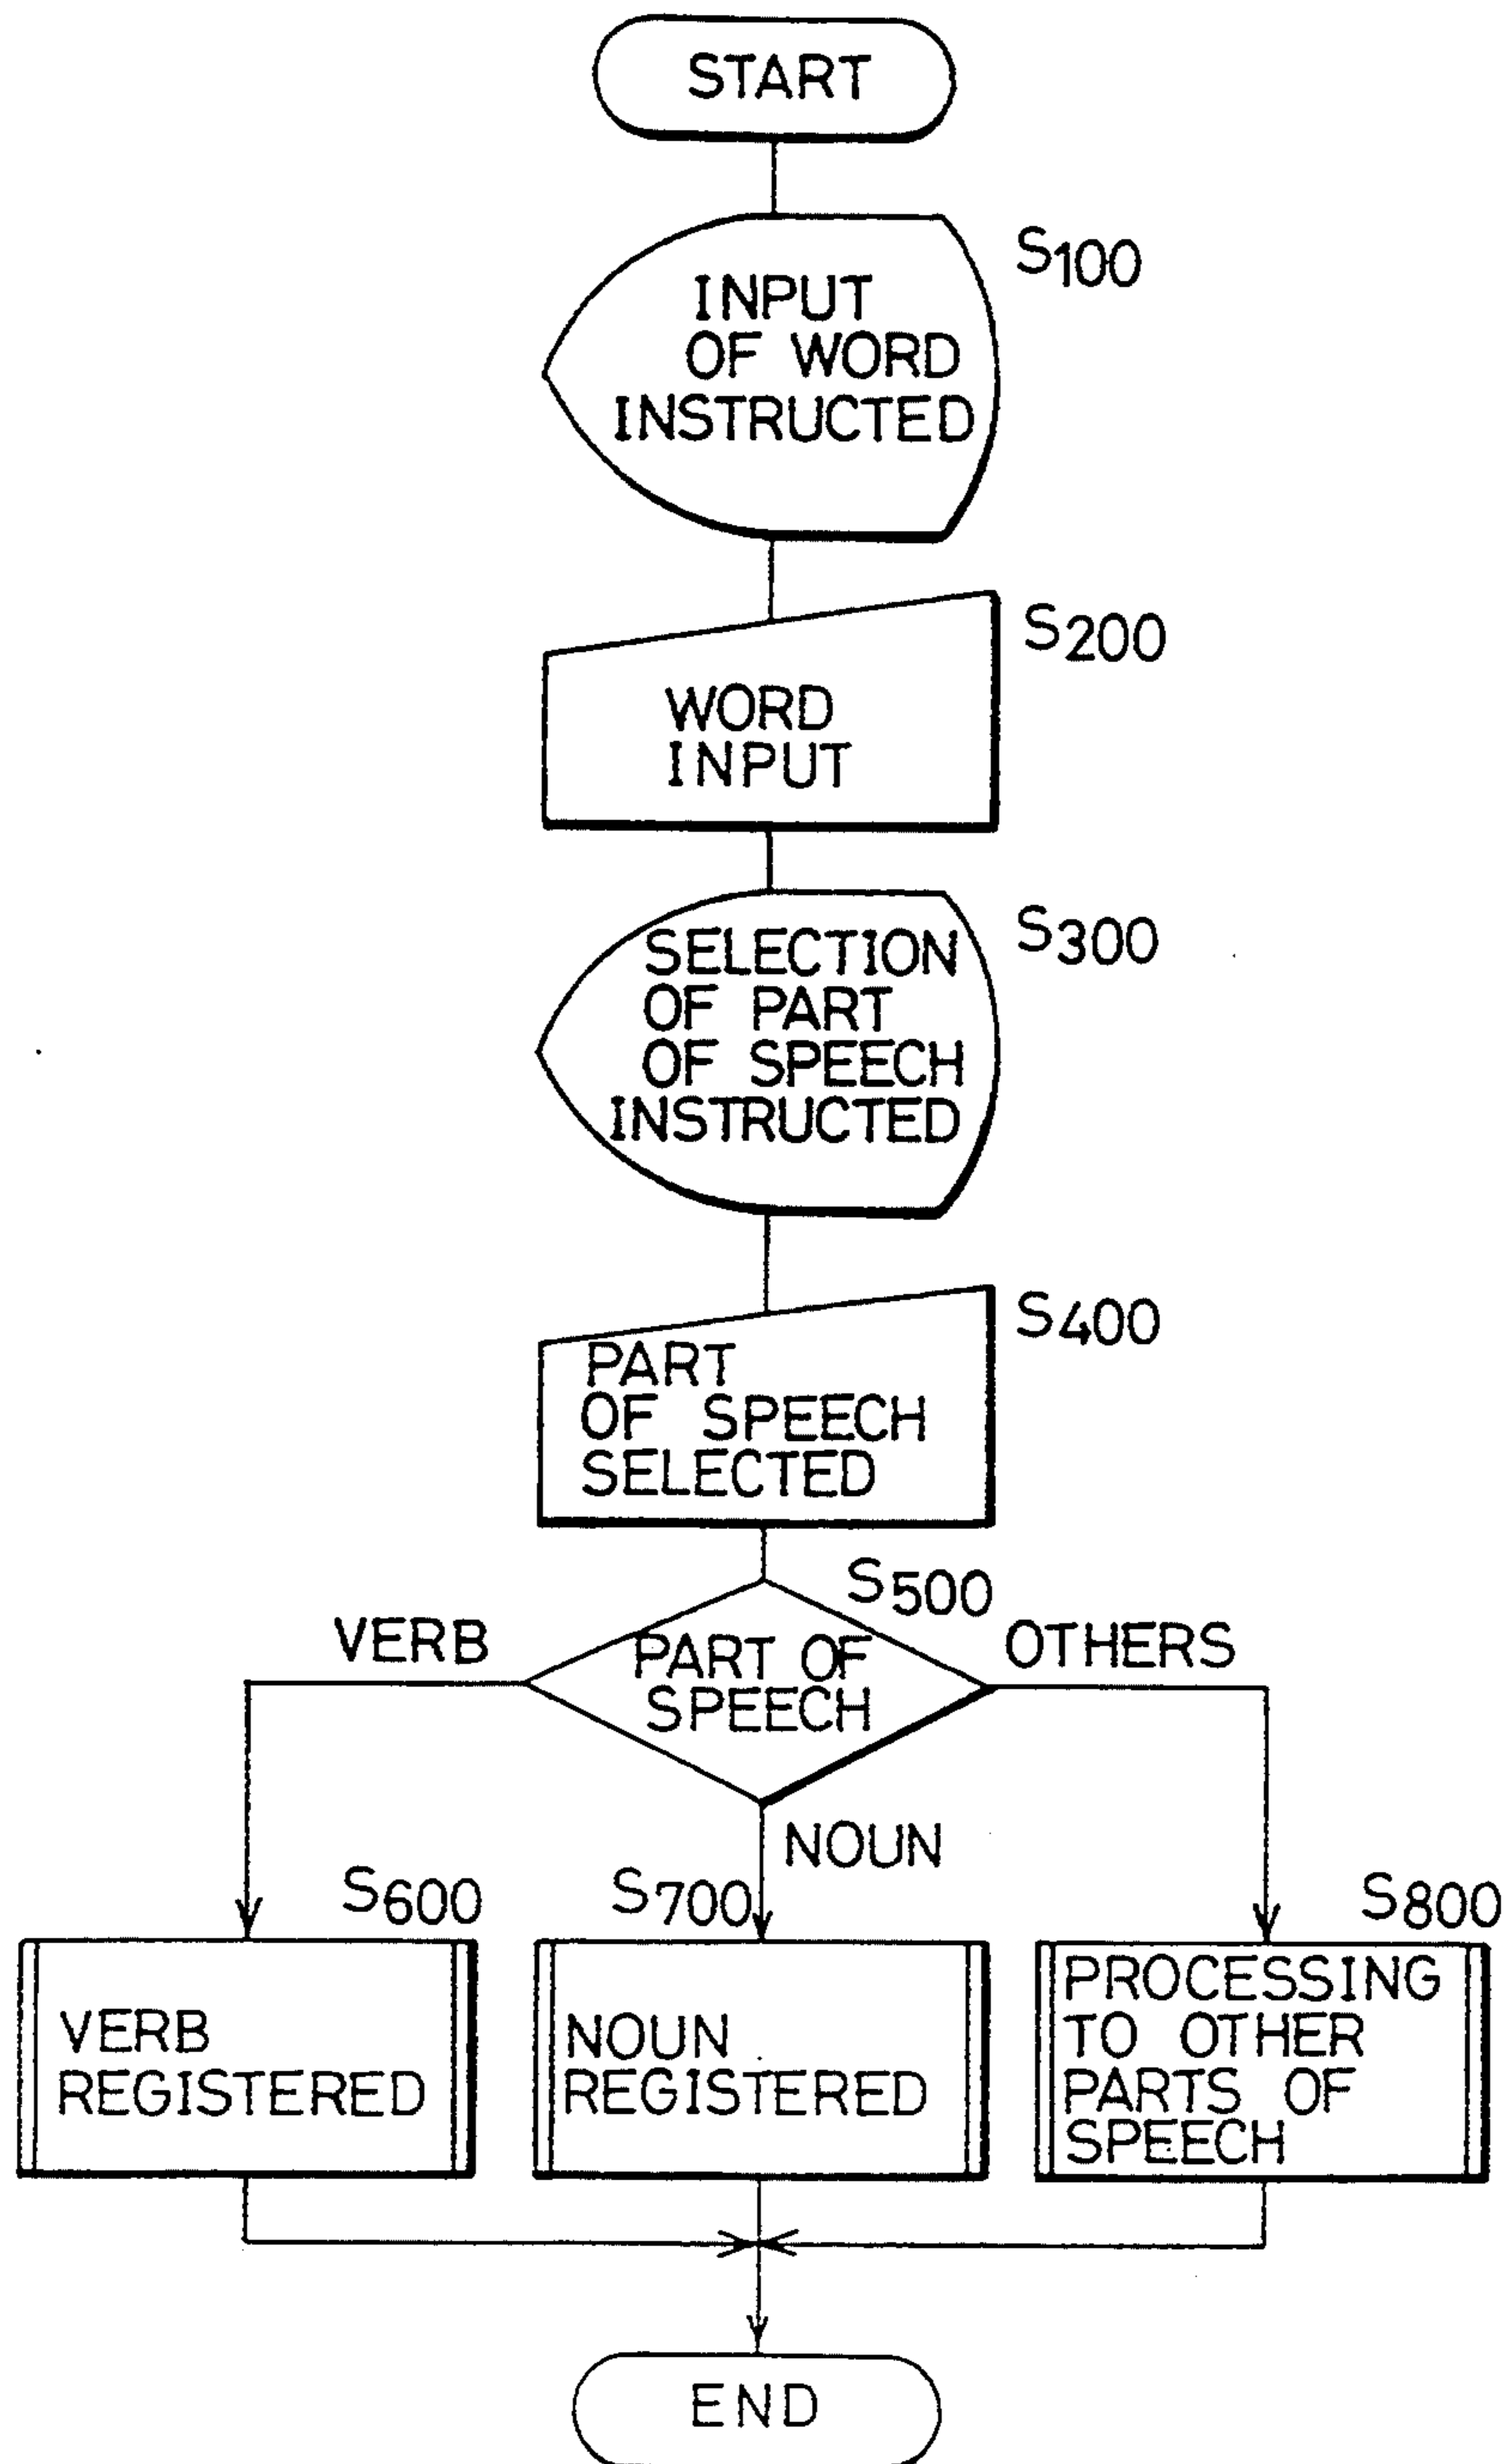 START
S100
INPUT
OF WORD
INSTRUCTED
S200
WORD
INPUT
S300
SELECTION
OF PART
OF SPEECH
INSTRUCTED
S400
PART
OF SPEECH
SELECTED
S500
VERB
PART OF
SPEECH
OTHERS
NOUN
S600
VERB
REGISTERED
S700
NOUN
REGISTERED
S800
PROCESSING
TO OTHER
PARTS OF
SPEECH
END